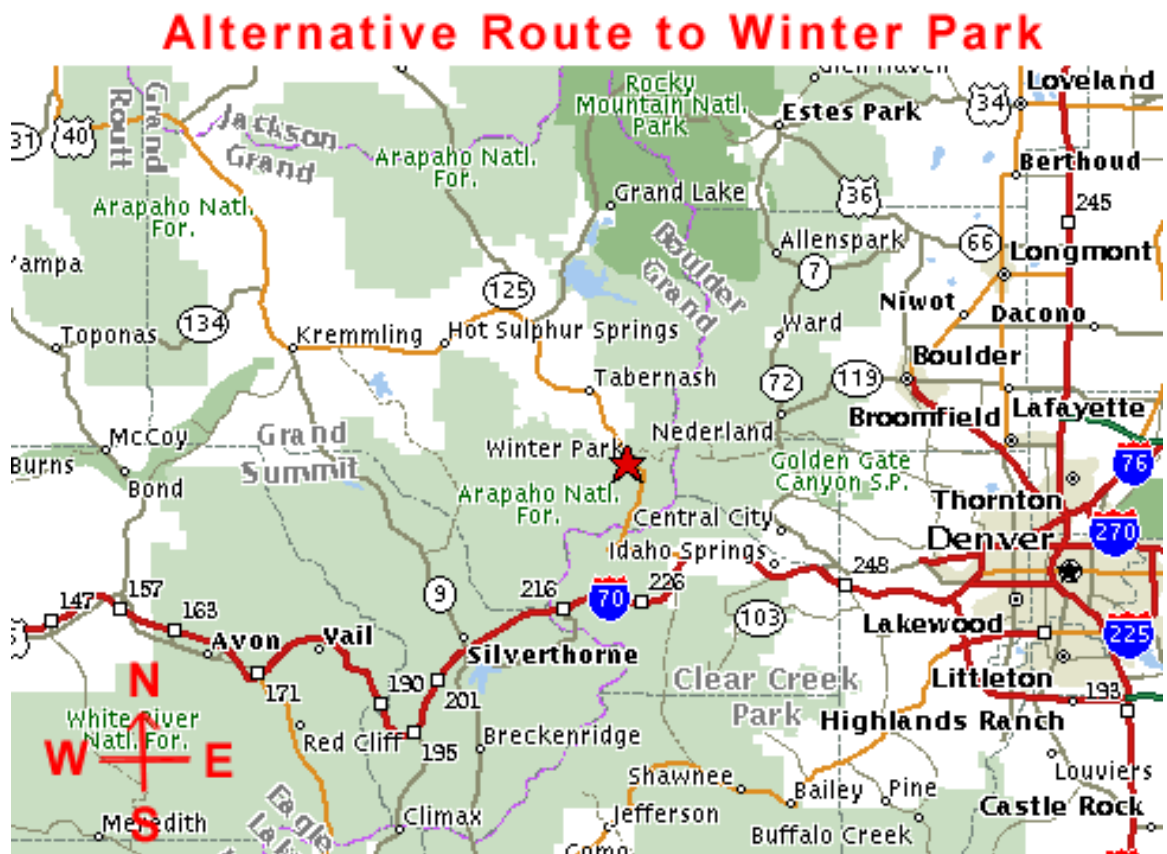 Alternative Route to Winter Park
Rocky
Mountain Natl.
Park
Glen Haven
Loveland
34
Grand
Routt
40
Jackson
Grand
Estes Park
Arapaho Natl.
For.
Berthoud
Grand Lake
36
Arapaho Natl.
For.
245
Boulder
Grand
Allenspark
66
Longmont
7
125
Niwot
Dacono
134
Toponas
Kremmling
Hot Sulphur Springs
Ward
Boulder
Tabernash
72
119
Broomfield
Lafayette
McCoy
Grand
Summit
Winter Park
Nederland
Burns
Bond
Golden Gate
Canyon S.P.
76
Arapaho Natl.
For.
Thornton
Central City
Denver
270
Idaho Springs
248
147
157
163
9
216
70
226
103
Avon
Vail
Silverthorne
Lakewood
225
171
190
201
Clear Creek
Park
Littleton
193
N
W
E
S
White River
Natl. For.
Red Cliff
195
Breckenridge
Highlands Ranch
Louviers
Shawnee
Bailey
Pine
Castle Rock
Meredith
Eagle
Climax
Jefferson
Buffalo Creek
Como